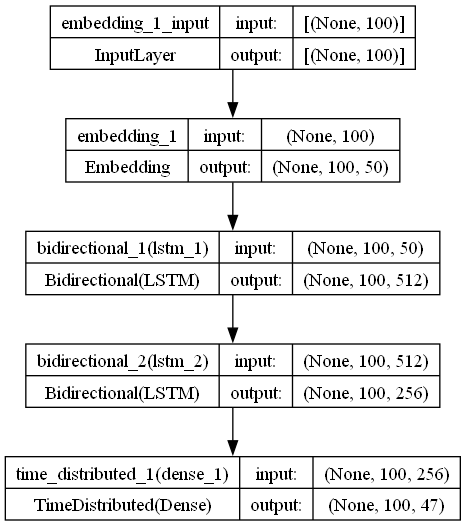 embedding_1_input input: [(None, 100)]
InputLayer output: [(None, 100)]
embedding_1 input: (None, 100)
Embedding output: (None, 100, 50)
bidirectional_1(lstm_1) input: (None, 100, 50)
Bidirectional(LSTM) output: (None, 100, 512)
bidirectional_2(lstm_2) input: (None, 100, 512)
Bidirectional(LSTM) output: (None, 100, 256)
time_distributed_1(dense_1) input: (None, 100, 256)
TimeDistributed(Dense) output: (None, 100, 47)